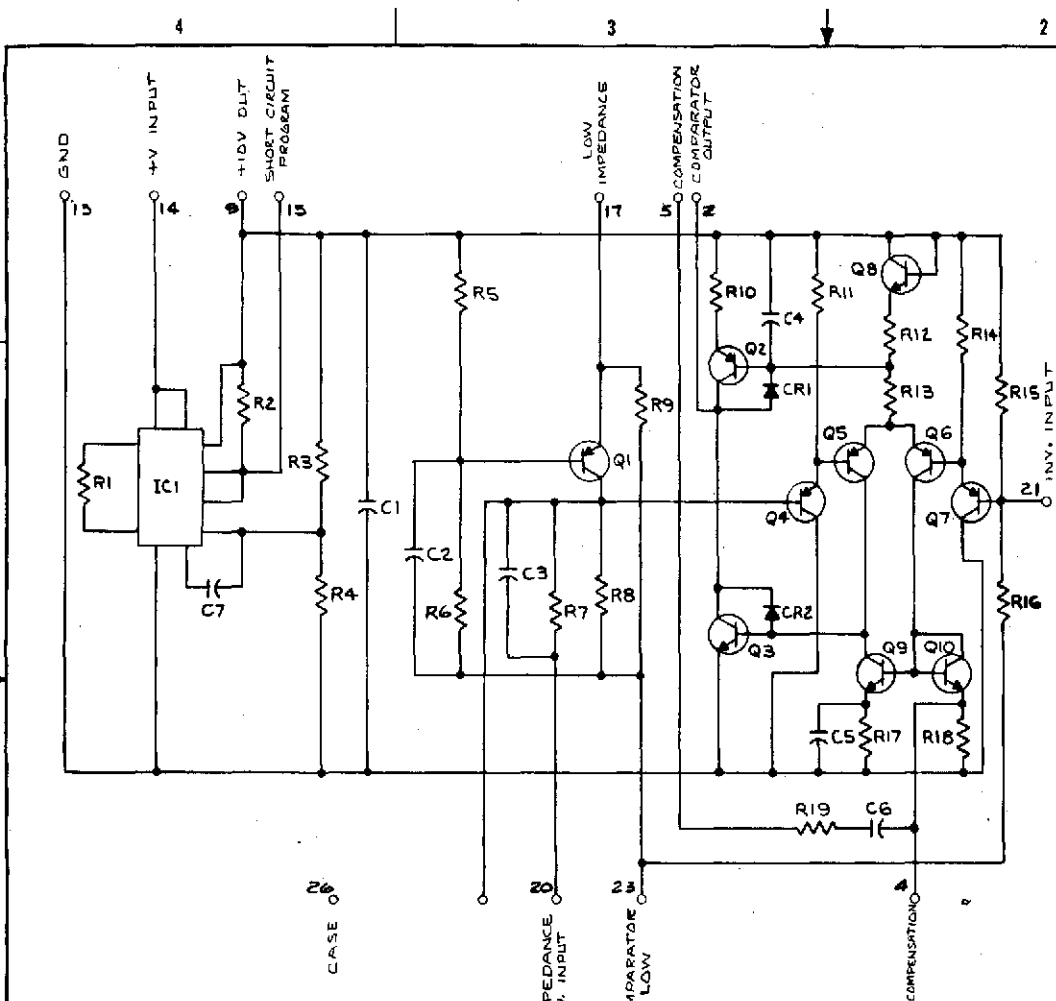 4 3 2
GND
+V INPUT
+10V OUT
SHORT CIRCUIT
PROGRAM
LOW
IMPEDANCE
COMPENSATION
COMPARATOR
OUTPUT
13 14 9 15 17 5 2
R5 R10 C4 R11 Q8
R12 R14
Q2
R2 R9 CR1 R13 R15
INV. INPUT
R3 Q1 Q5 Q6
R1 IC1 21
C1 Q4 Q7
C2 C3
C7 R4 R6 R7 R8 CR2 R16
Q3 Q9 Q10
C5 R17 R18
R19 C6
26 20 23 4
CASE
PEDANCE
INPUT
MPARATOR
LOW
COMPENSATION